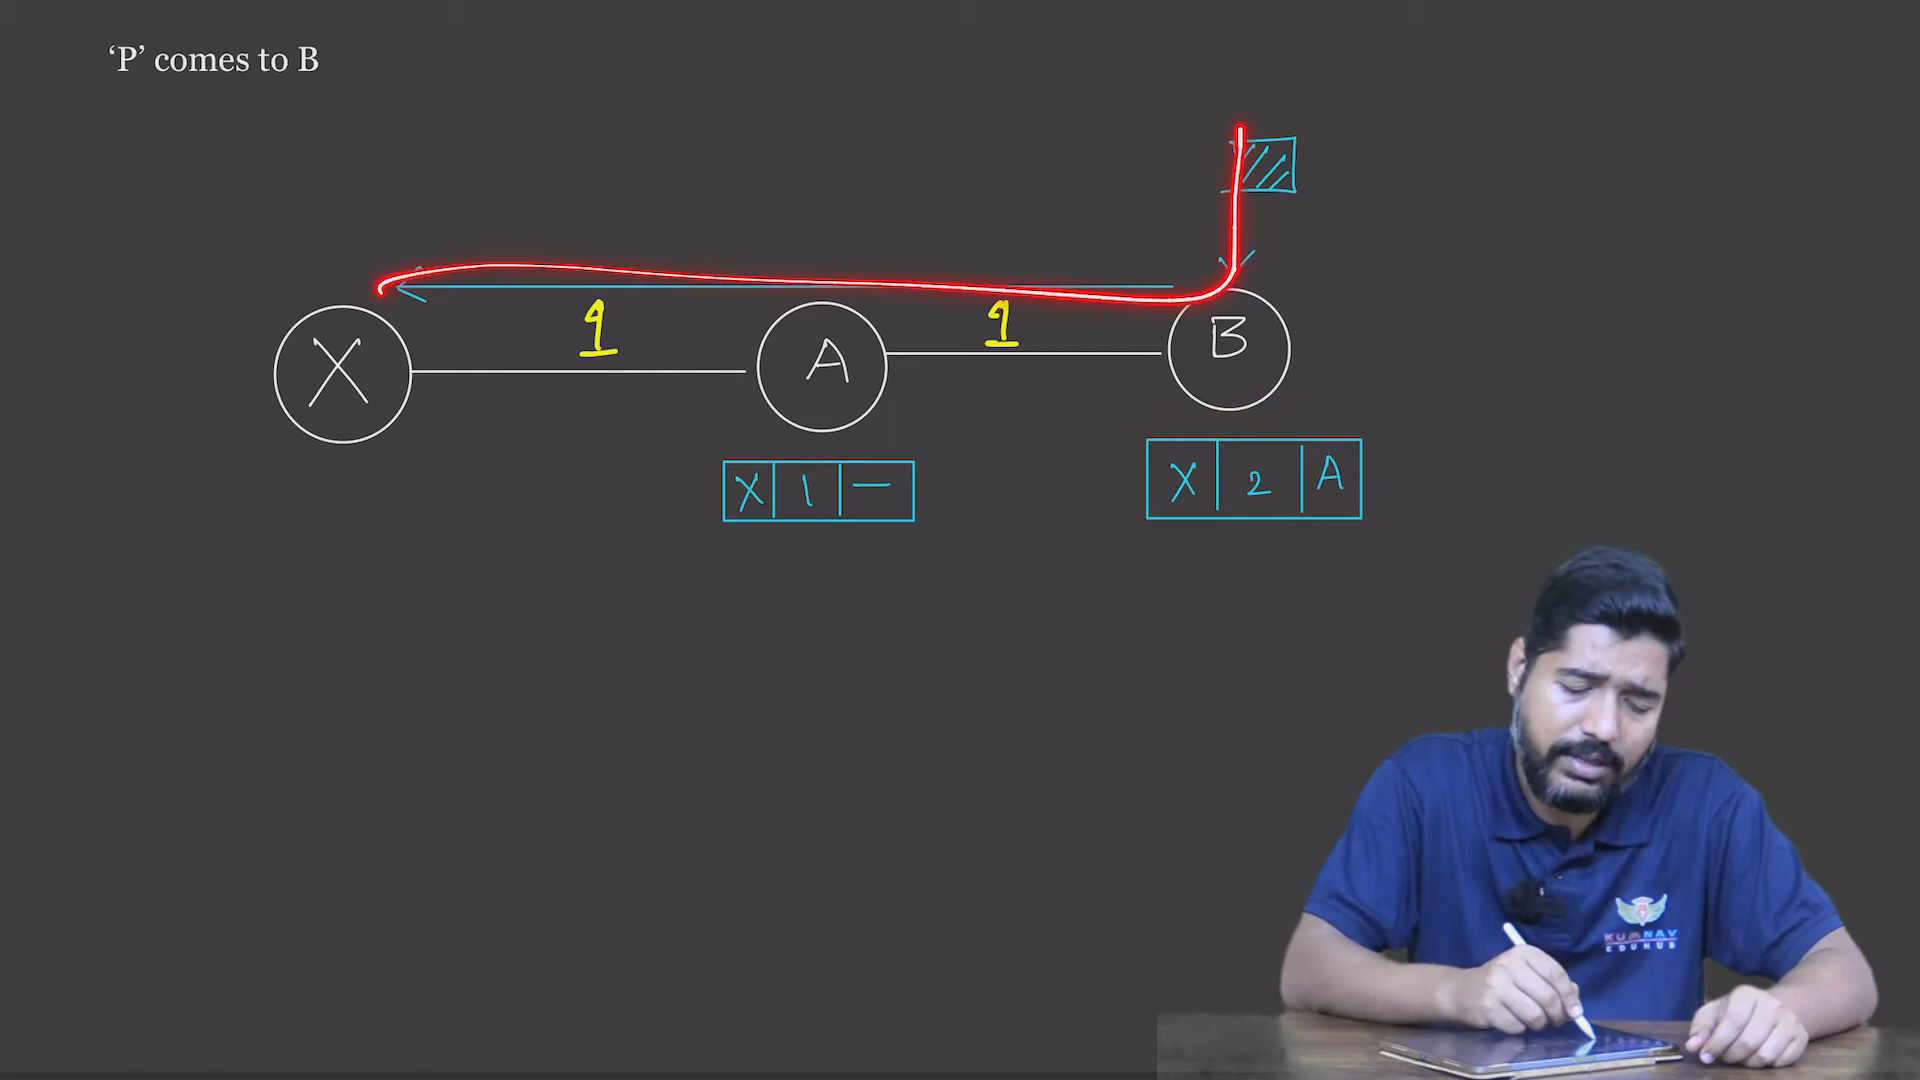 ‘P’ comes to B
1 1
X A B
X 1 — X 2 A
KUMNAV
EDUHUB